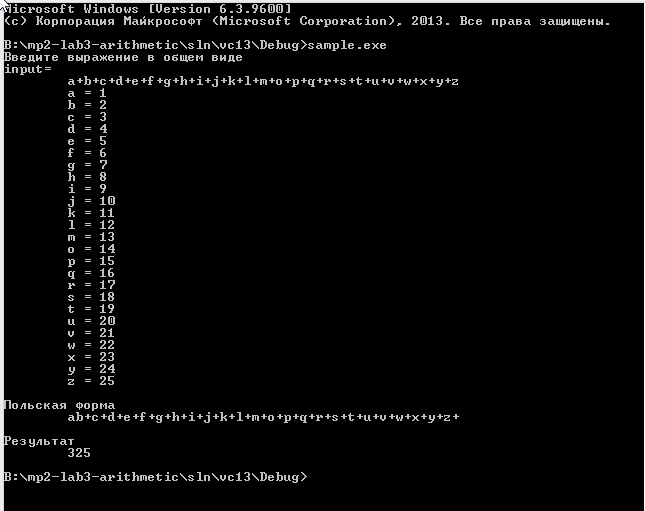 Microsoft Windows [Version 6.3.9600]
(c) Корпорация Майкрософт (Microsoft Corporation), 2013. Все права защищены.
B:\mp2-lab3-arithmetic\sln\vc13\Debug>sample.exe
Введите выражение в общем виде
input=
a+b+c+d+e+f+g+h+i+j+k+l+m+o+p+q+r+s+t+u+v+w+x+y+z
a = 1
b = 2
c = 3
d = 4
e = 5
f = 6
g = 7
h = 8
i = 9
j = 10
k = 11
l = 12
m = 13
o = 14
p = 15
q = 16
r = 17
s = 18
t = 19
u = 20
v = 21
w = 22
x = 23
y = 24
z = 25
Польская форма
ab+c+d+e+f+g+h+i+j+k+l+m+o+p+q+r+s+t+u+v+w+x+y+z+
Результат
325
B:\mp2-lab3-arithmetic\sln\vc13\Debug>